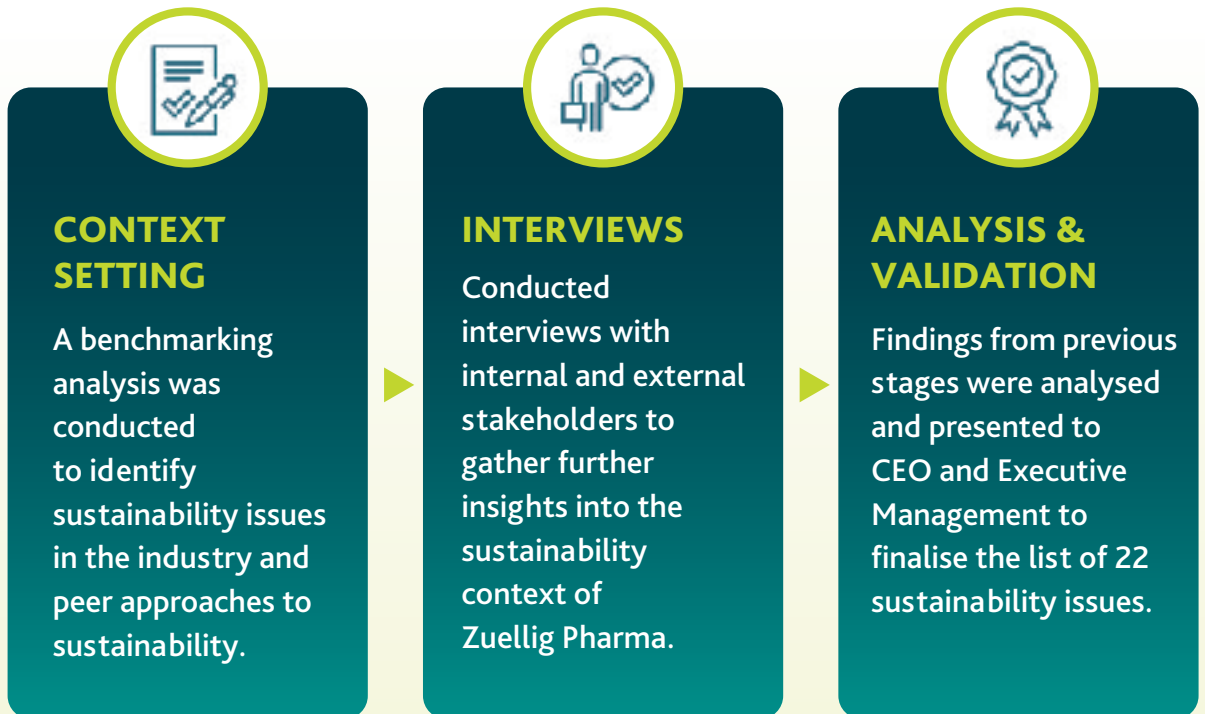 CONTEXT
SETTING
A benchmarking
analysis was
conducted
to identify
sustainability issues
in the industry and
peer approaches to
sustainability.
INTERVIEWS
Conducted
interviews with
internal and external
stakeholders to
gather further
insights into the
sustainability
context of
Zuellig Pharma.
ANALYSIS &
VALIDATION
Findings from previous
stages were analysed
and presented to
CEO and Executive
Management to
finalise the list of 22
sustainability issues.